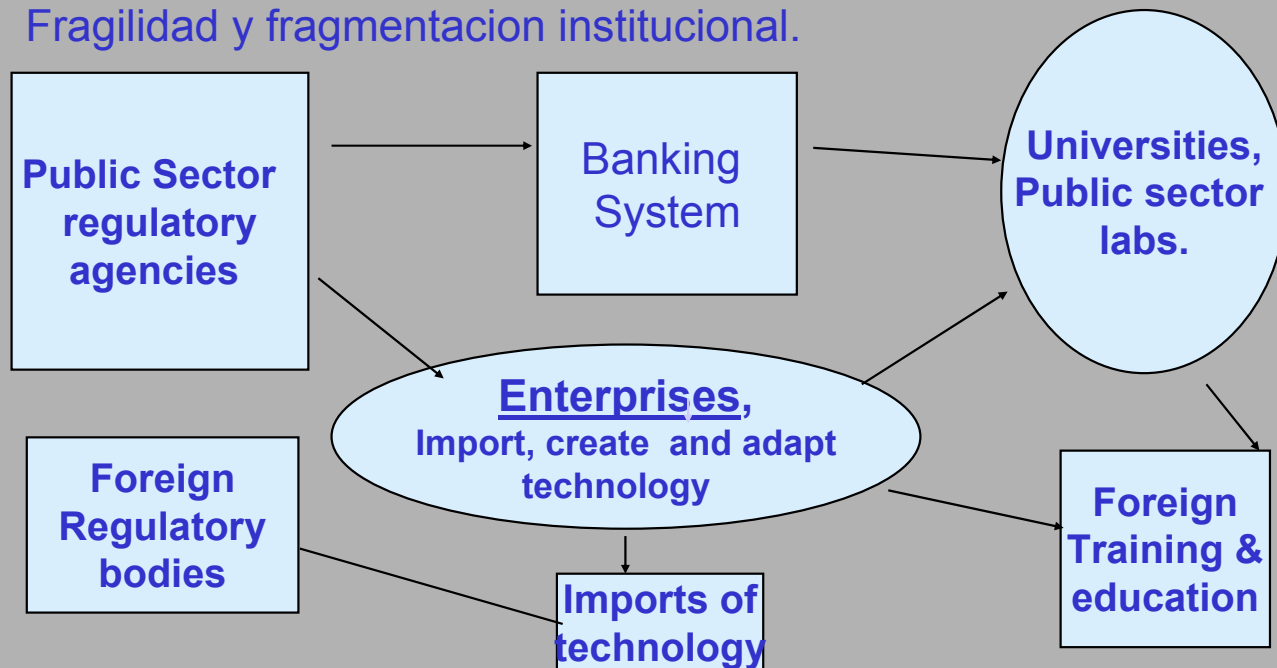 Fragilidad y fragmentacion institucional.
Public Sector
regulatory
agencies
Banking
System
Universities,
Public sector
labs.
Enterprises,
Import, create and adapt
technology
Foreign
Regulatory
bodies
Imports of
technology
Foreign
Training &
education